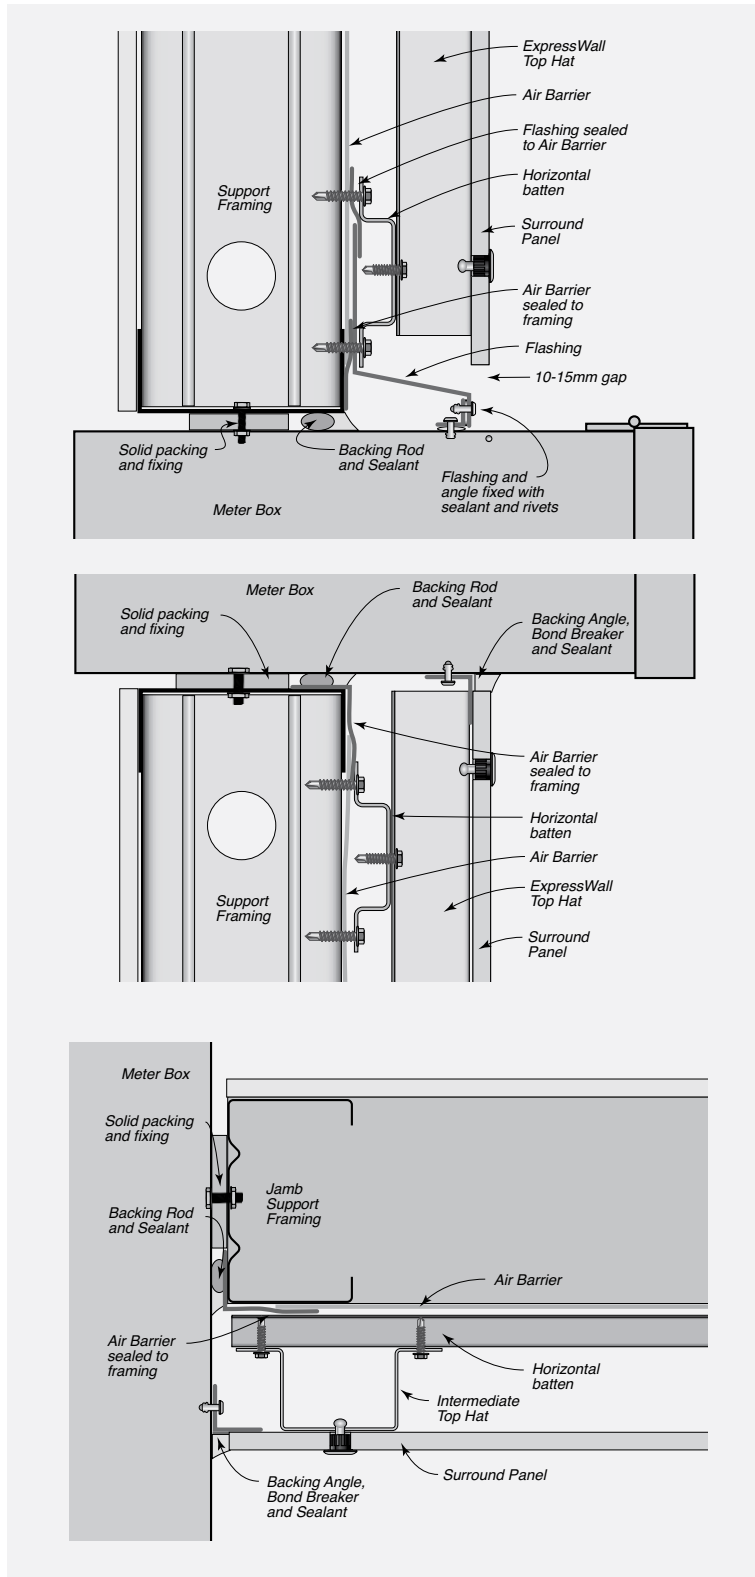 ExpressWall
Top Hat
Air Barrier
Flashing sealed
to Air Barrier
Horizontal
batten
Support
Framing
Surround
Panel
Air Barrier
sealed to
framing
Flashing
10-15mm gap
Solid packing
and fixing
Backing Rod
and Sealant
Flashing and
angle fixed with
sealant and rivets
Meter Box
Meter Box
Backing Rod
and Sealant
Solid packing
and fixing
Backing Angle,
Bond Breaker
and Sealant
Air Barrier
sealed to
framing
Horizontal
batten
Air Barrier
Support
Framing
ExpressWall
Top Hat
Surround
Panel
Meter Box
Solid packing
and fixing
Jamb
Support
Framing
Backing Rod
and Sealant
Air Barrier
Air Barrier
sealed to
framing
Horizontal
batten
Intermediate
Top Hat
Surround Panel
Backing Angle,
Bond Breaker
and Sealant